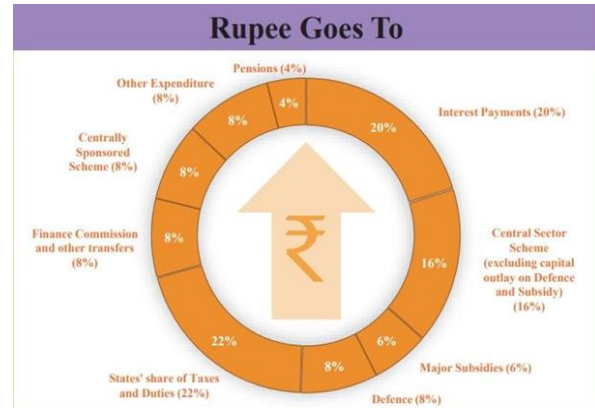 Rupee Goes To
Pensions (4%)
Other Expenditure
(8%)
Interest Payments (20%)
4%
8%
20%
Centrally
Sponsored
Scheme (8%)
8%
Finance Commission
and other transfers
(8%)
8%
₹
16%
Central Sector
Scheme
(excluding capital
outlay on Defence
and Subsidy)
(16%)
22%
8%
6%
Major Subsidies (6%)
States' share of Taxes
and Duties (22%)
Defence (8%)